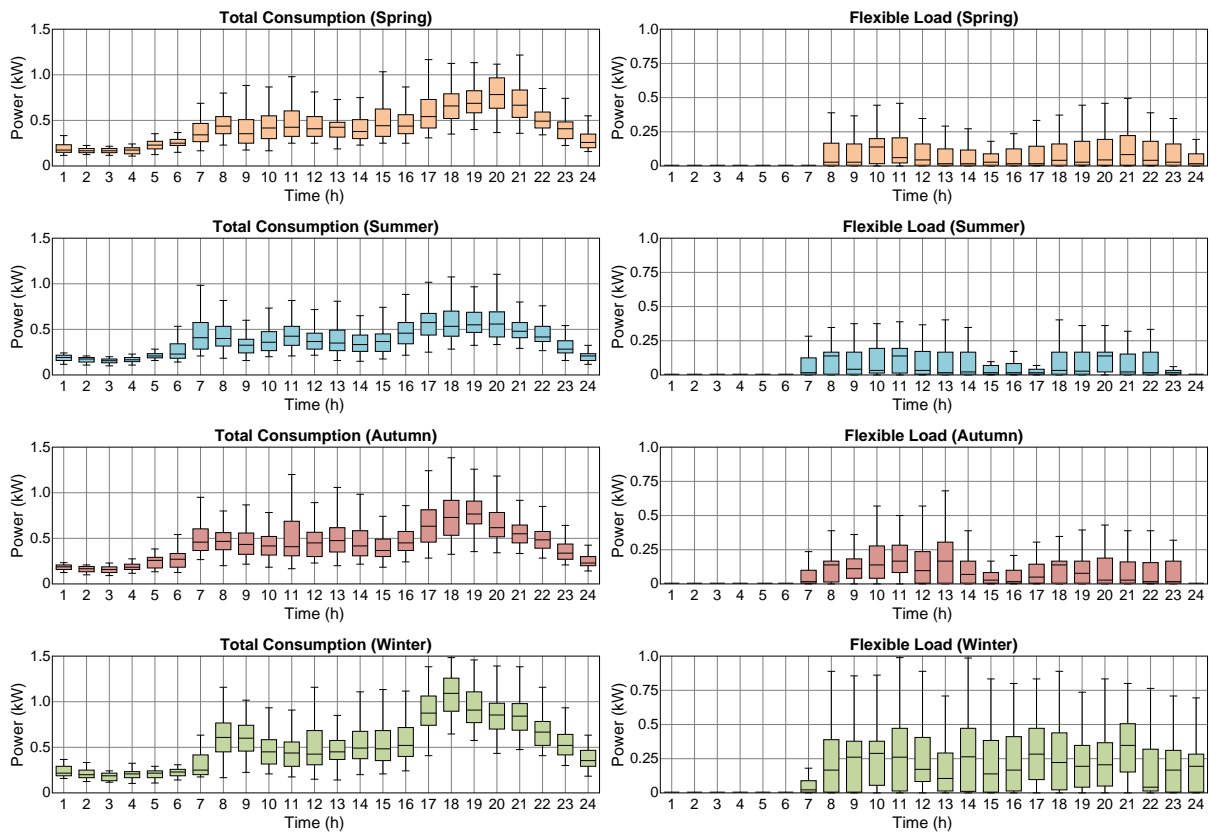 Total Consumption (Spring)
Power (kW)
1.5
1.0
0.5
0
1 2 3 4 5 6 7 8 9 10 11 12 13 14 15 16 17 18 19 20 21 22 23 24
Time (h)
Flexible Load (Spring)
Power (kW)
1.0
0.75
0.5
0.25
0
1 2 3 4 5 6 7 8 9 10 11 12 13 14 15 16 17 18 19 20 21 22 23 24
Time (h)
Total Consumption (Summer)
Power (kW)
1.5
1.0
0.5
0
1 2 3 4 5 6 7 8 9 10 11 12 13 14 15 16 17 18 19 20 21 22 23 24
Time (h)
Flexible Load (Summer)
Power (kW)
1.0
0.75
0.5
0.25
0
1 2 3 4 5 6 7 8 9 10 11 12 13 14 15 16 17 18 19 20 21 22 23 24
Time (h)
Total Consumption (Autumn)
Power (kW)
1.5
1.0
0.5
0
1 2 3 4 5 6 7 8 9 10 11 12 13 14 15 16 17 18 19 20 21 22 23 24
Time (h)
Flexible Load (Autumn)
Power (kW)
1.0
0.75
0.5
0.25
0
1 2 3 4 5 6 7 8 9 10 11 12 13 14 15 16 17 18 19 20 21 22 23 24
Time (h)
Total Consumption (Winter)
Power (kW)
1.5
1.0
0.5
0
1 2 3 4 5 6 7 8 9 10 11 12 13 14 15 16 17 18 19 20 21 22 23 24
Time (h)
Flexible Load (Winter)
Power (kW)
1.0
0.75
0.5
0.25
0
1 2 3 4 5 6 7 8 9 10 11 12 13 14 15 16 17 18 19 20 21 22 23 24
Time (h)